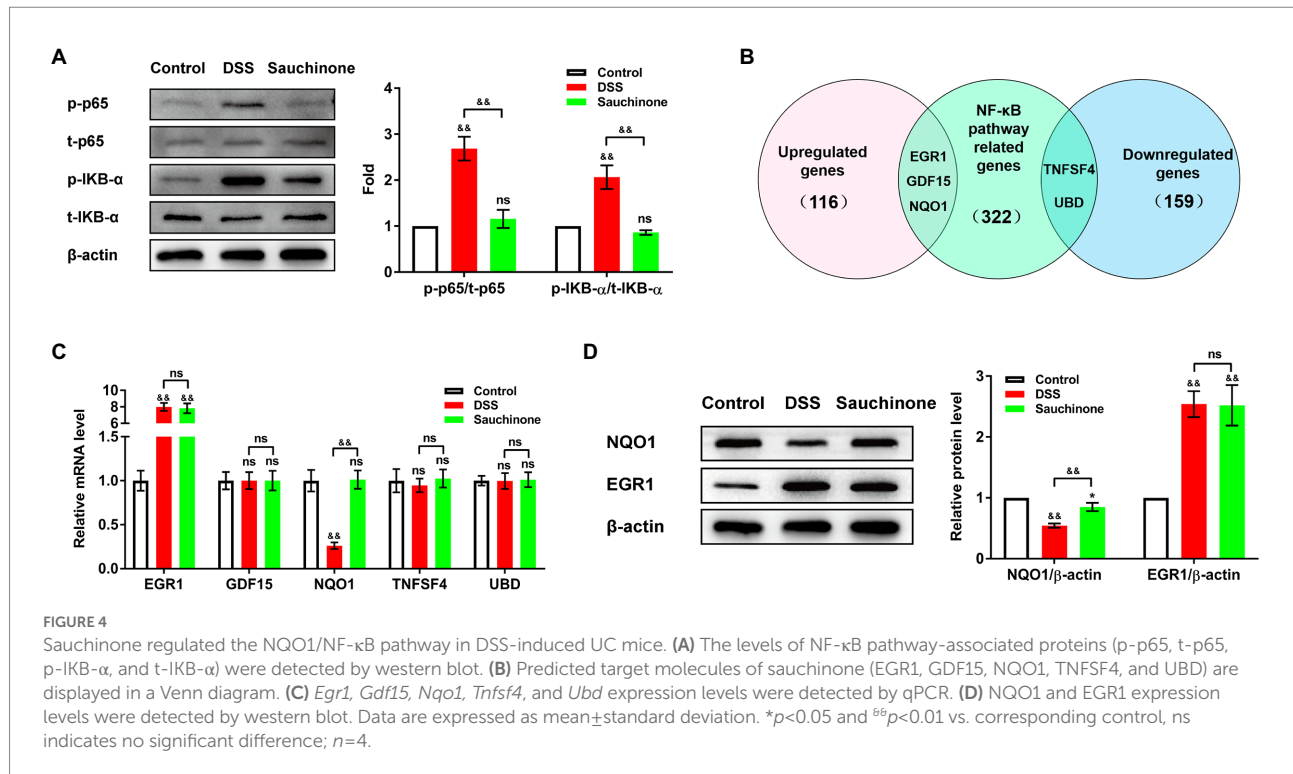 A
Control DSS Sauchinone
p-p65
t-p65
p-IKB-α
t-IKB-α
β-actin
Control
DSS
Sauchinone
Fold
4
3
2
1
0
&&
&&
ns
&&
&&
ns
p-p65/t-p65
p-IKB-α/t-IKB-α
B
Upregulated
genes
（116）
EGR1
GDF15
NQO1
NF-κB
pathway
related
genes
（322）
TNFSF4
UBD
Downregulated
genes
（159）
C
Control
DSS
Sauchinone
Relative mRNA level
10
8
6
1.0
0.5
0.0
ns
&& &&
ns
ns ns
&&
&& ns
ns
ns ns
ns
ns ns
EGR1 GDF15 NQO1 TNFSF4 UBD
D
Control DSS Sauchinone
NQO1
EGR1
β-actin
Control
DSS
Sauchinone
Relative protein level
3
2
1
0
&&
&& *
ns
&& &&
NQO1/β-actin EGR1/β-actin
FIGURE 4
Sauchinone regulated the NQO1/NF-κB pathway in DSS-induced UC mice. (A) The levels of NF-κB pathway-associated proteins (p-p65, t-p65,
p-IKB-α, and t-IKB-α) were detected by western blot. (B) Predicted target molecules of sauchinone (EGR1, GDF15, NQO1, TNFSF4, and UBD) are
displayed in a Venn diagram. (C) Egr1, Gdf15, Nqo1, Tnfsf4, and Ubd expression levels were detected by qPCR. (D) NQO1 and EGR1 expression
levels were detected by western blot. Data are expressed as mean±standard deviation. *p<0.05 and &&p<0.01 vs. corresponding control, ns
indicates no significant difference; n=4.